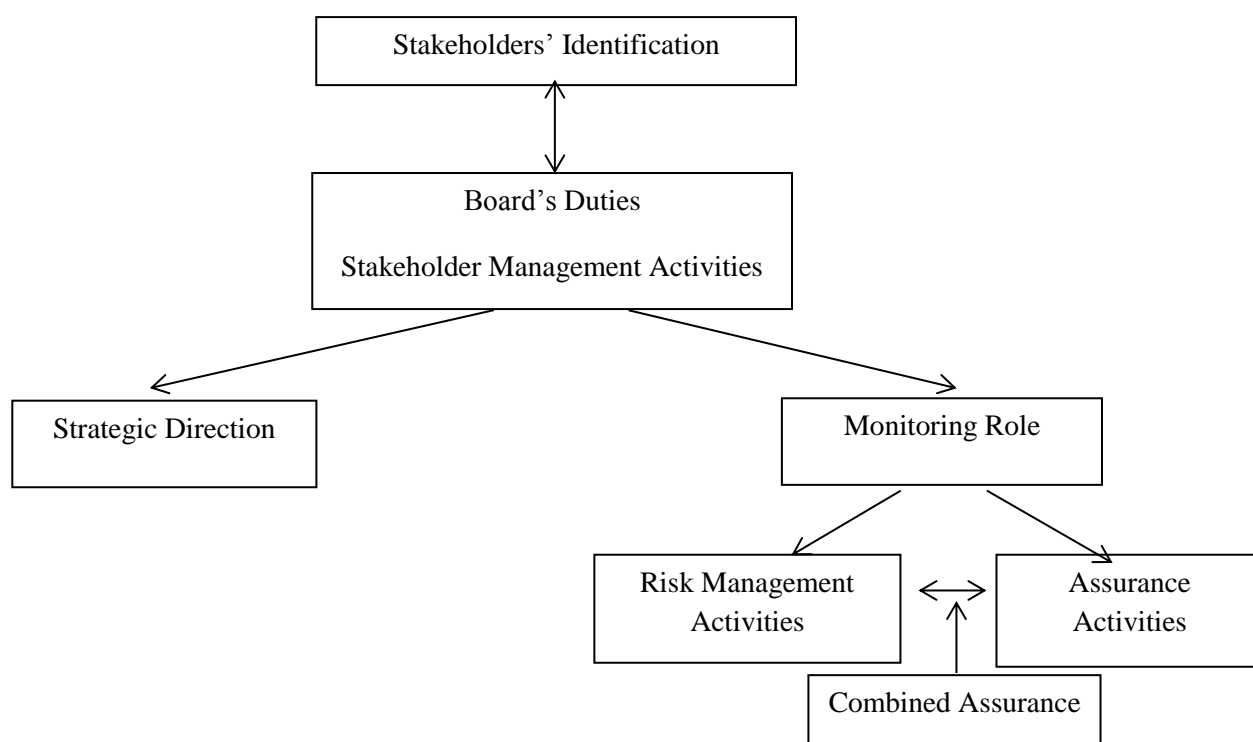 Stakeholders’ Identification
Board’s Duties
Stakeholder Management Activities
Strategic Direction
Monitoring Role
Risk Management
Activities
Assurance
Activities
Combined Assurance